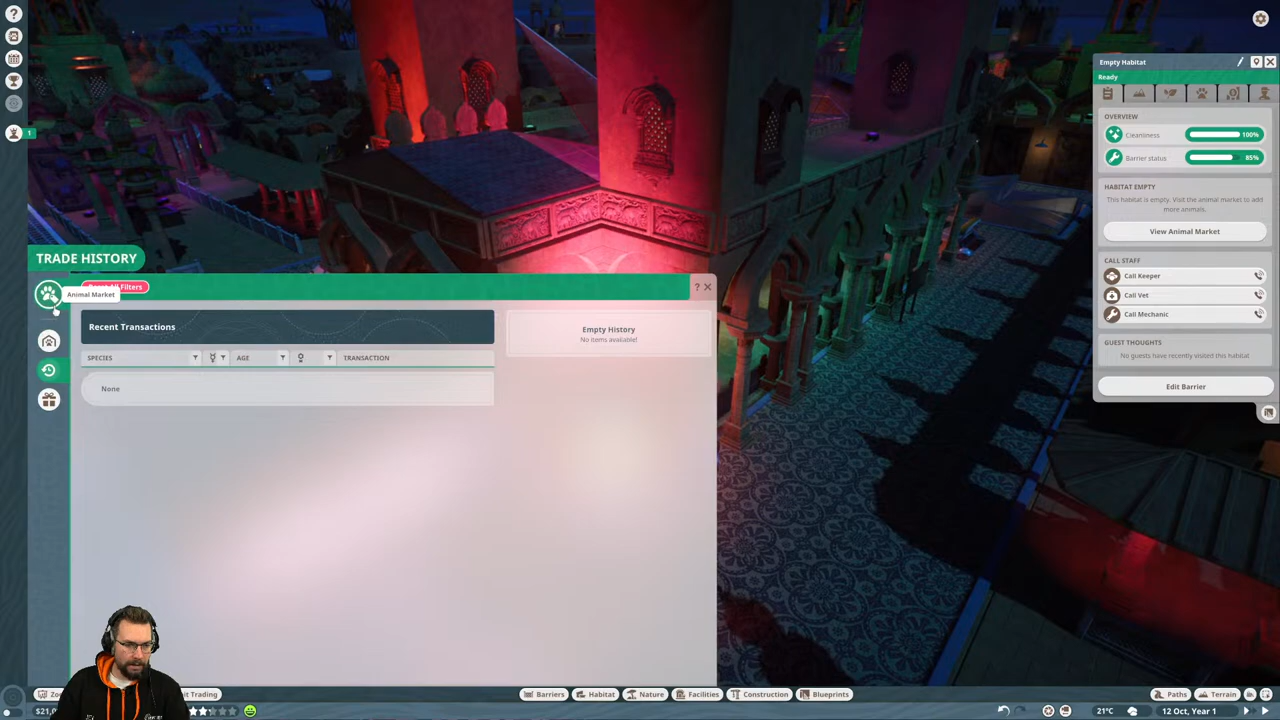 Empty Habitat
Ready
OVERVIEW
Cleanliness 100%
Barrier status 85%
HABITAT EMPTY
This habitat is empty. Visit the animal market to add
more animals.
View Animal Market
CALL STAFF
Call Keeper
Call Vet
Call Mechanic
GUEST THOUGHTS
No guests have recently visited this habitat
Edit Barrier
1
TRADE HISTORY
Filters
Animal Market
? 
Recent Transactions
Empty History
No items available!
SPECIES AGE TRANSACTION
None
Trading
Barriers Habitat Nature Facilities Construction Blueprints
Paths Terrain
21°C 12 Oct, Year 1